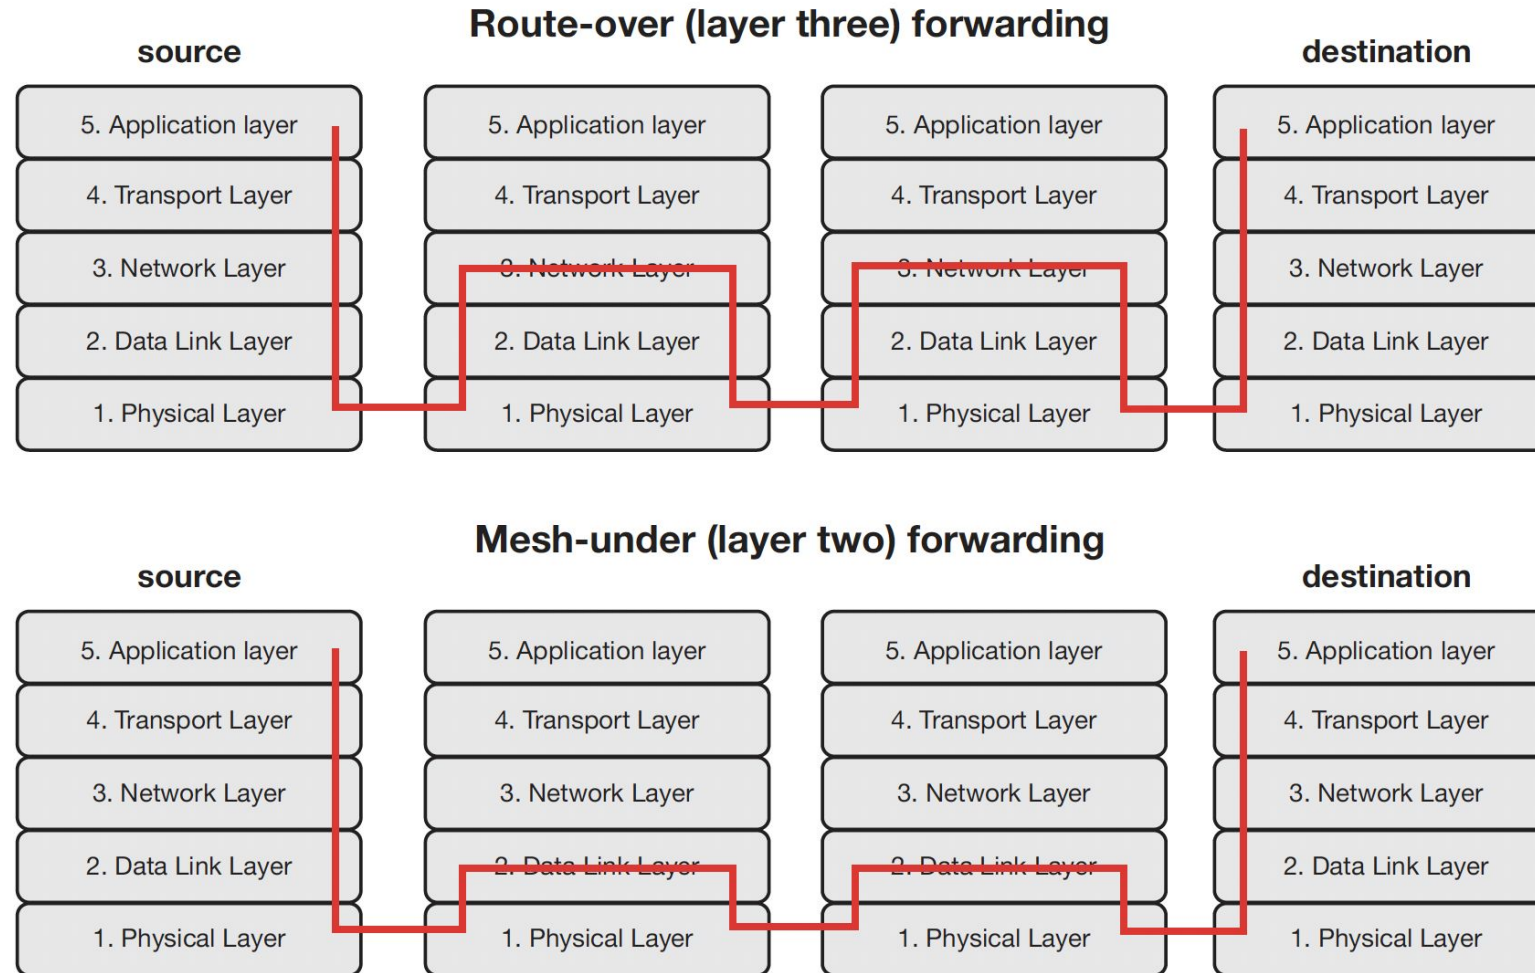 Route-over (layer three) forwarding
source
destination
5. Application layer
4. Transport Layer
3. Network Layer
2. Data Link Layer
1. Physical Layer
5. Application layer
4. Transport Layer
3. Network Layer
2. Data Link Layer
1. Physical Layer
5. Application layer
4. Transport Layer
3. Network Layer
2. Data Link Layer
1. Physical Layer
5. Application layer
4. Transport Layer
3. Network Layer
2. Data Link Layer
1. Physical Layer
Mesh-under (layer two) forwarding
source
destination
5. Application layer
4. Transport Layer
3. Network Layer
2. Data Link Layer
1. Physical Layer
5. Application layer
4. Transport Layer
3. Network Layer
2. Data Link Layer
1. Physical Layer
5. Application layer
4. Transport Layer
3. Network Layer
2. Data Link Layer
1. Physical Layer
5. Application layer
4. Transport Layer
3. Network Layer
2. Data Link Layer
1. Physical Layer